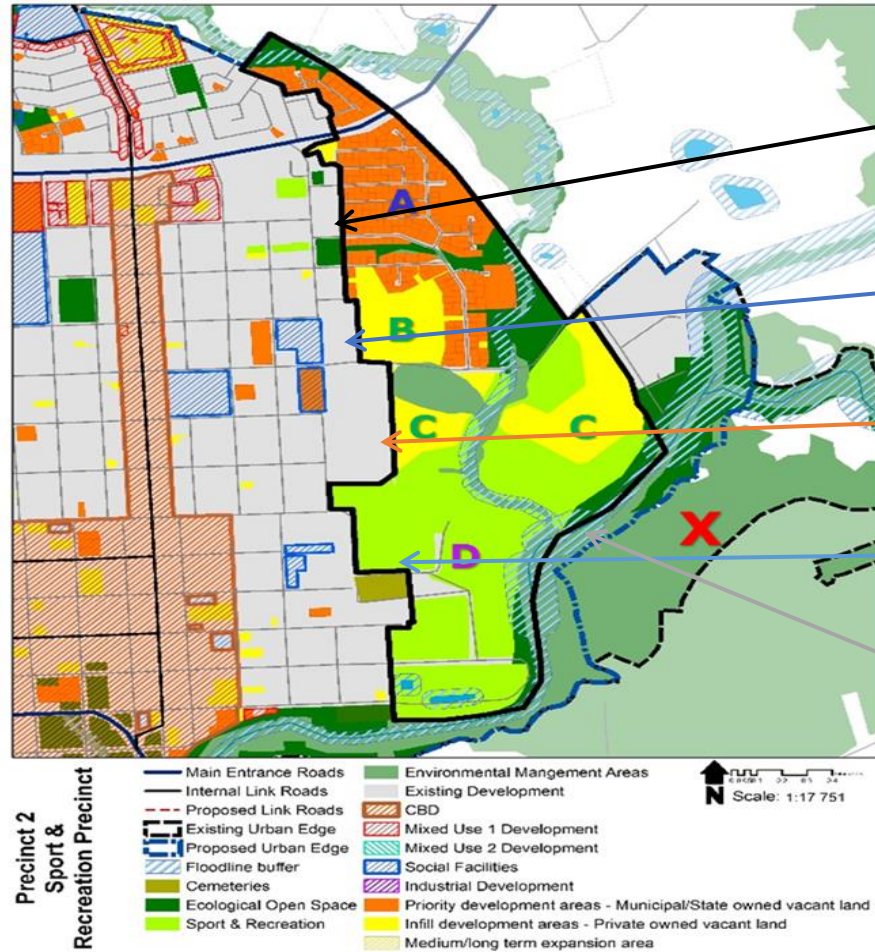 A
B
C
C
D
X
Precinct 2
Sport &
Recreation Precinct
Main Entrance Roads
Internal Link Roads
Proposed Link Roads
Existing Urban Edge
Proposed Urban Edge
Floodline buffer
Cemeteries
Ecological Open Space
Sport & Recreation
Environmental Mangement Areas
Existing Development
CBD
Mixed Use 1 Development
Mixed Use 2 Development
Social Facilities
Industrial Development
Priority development areas - Municipal/State owned vacant land
Infill development areas - Private owned vacant land
Medium/long term expansion area
N
Scale: 1:17 751